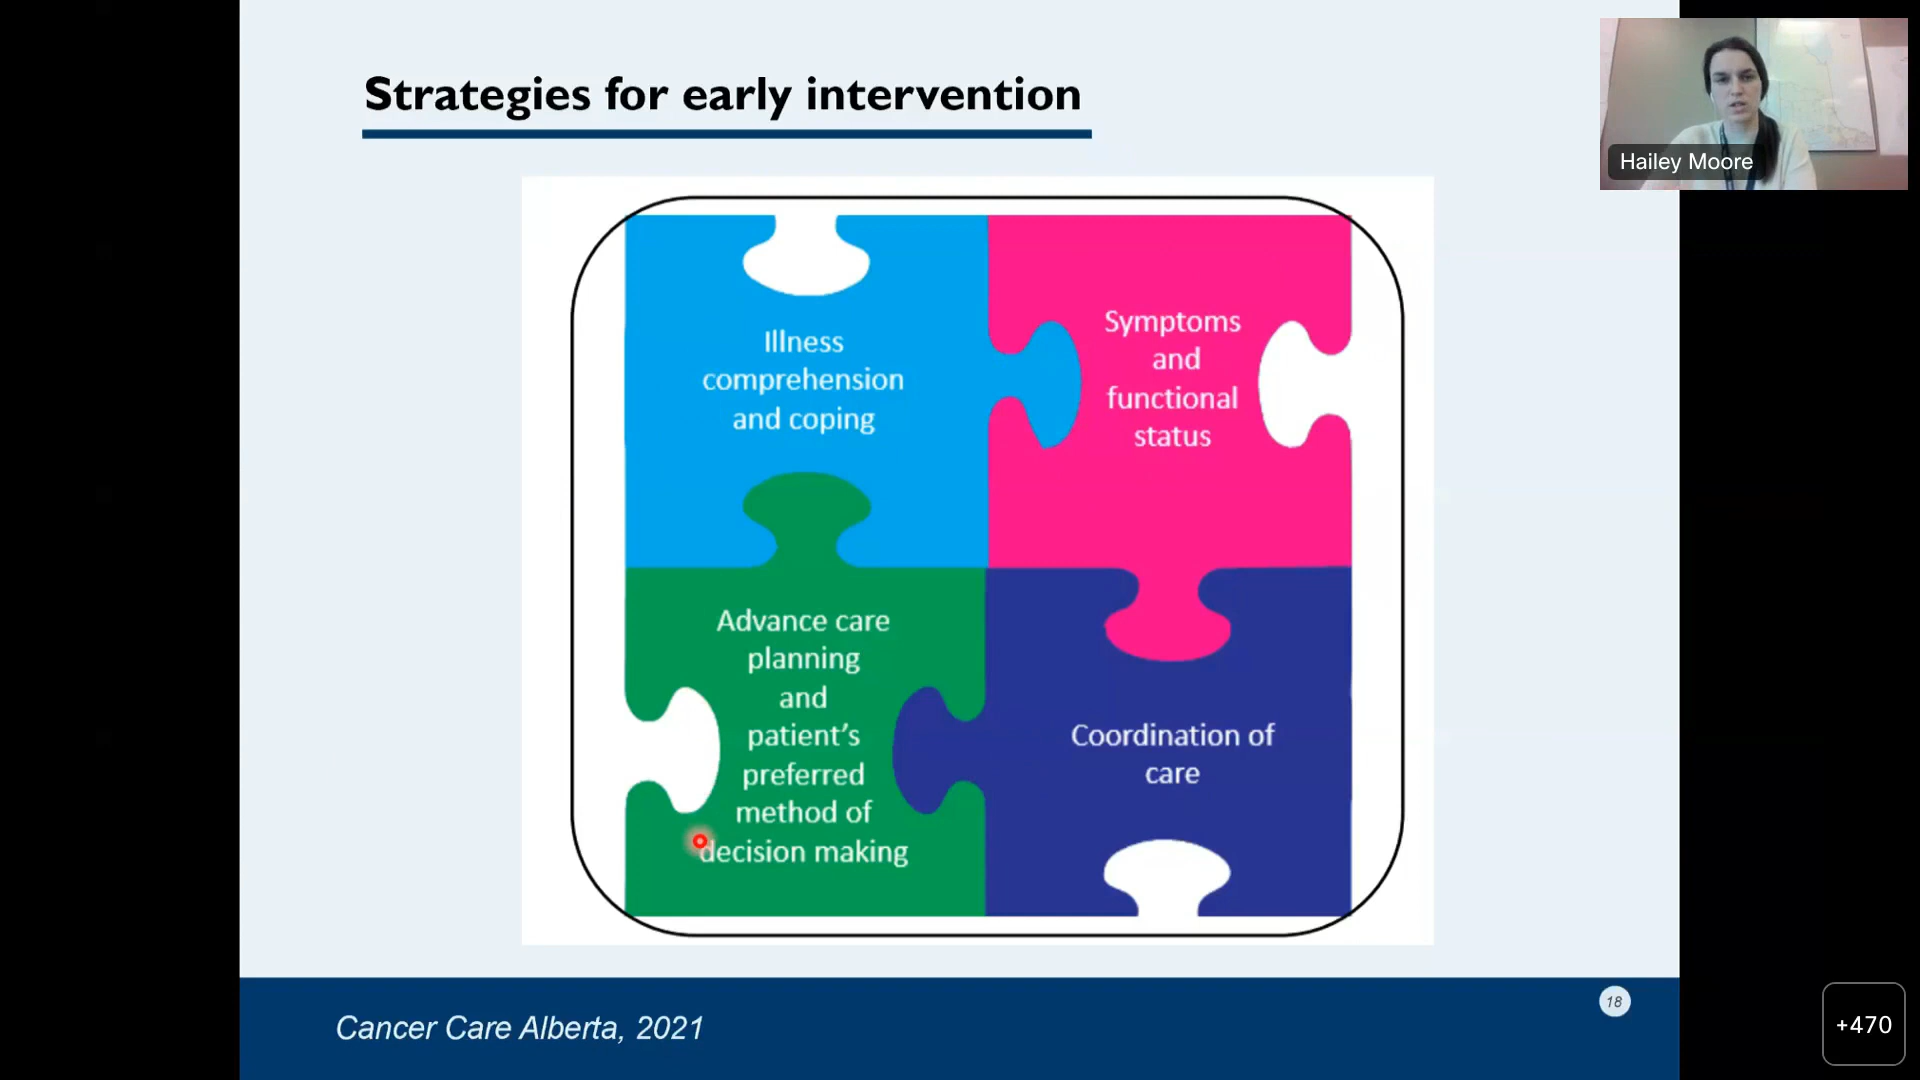 Strategies for early intervention
Hailey Moore
Illness
comprehension
and coping
Symptoms
and
functional
status
Advance care
planning
and
patient’s
preferred
method of
decision making
Coordination of
care
18
Cancer Care Alberta, 2021
+470